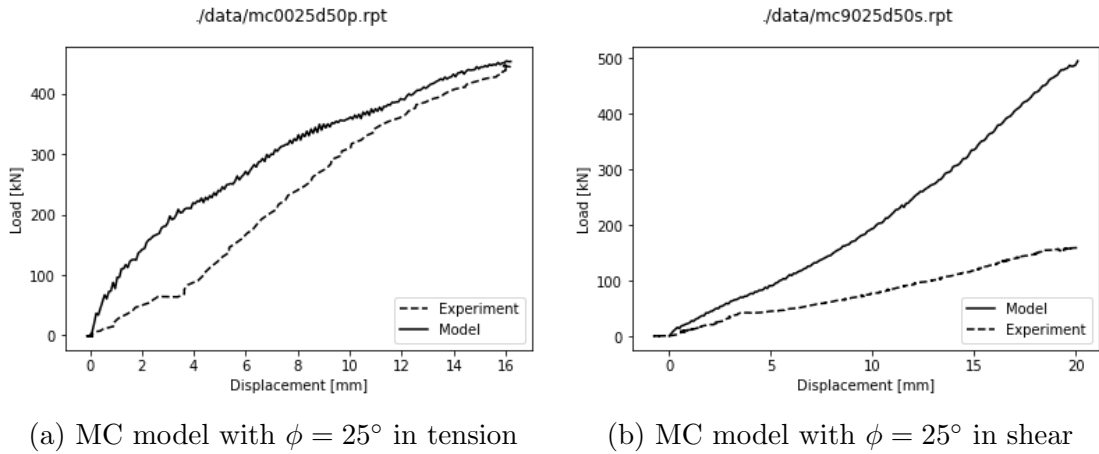 ./data/mc0025d50p.rpt
400
300
200
100
0
Load [kN]
Experiment
Model
0 2 4 6 8 10 12 14 16
Displacement [mm]
(a) MC model with ϕ = 25° in tension
./data/mc9025d50s.rpt
500
400
300
200
100
0
Load [kN]
Model
Experiment
0 5 10 15 20
Displacement [mm]
(b) MC model with ϕ = 25° in shear